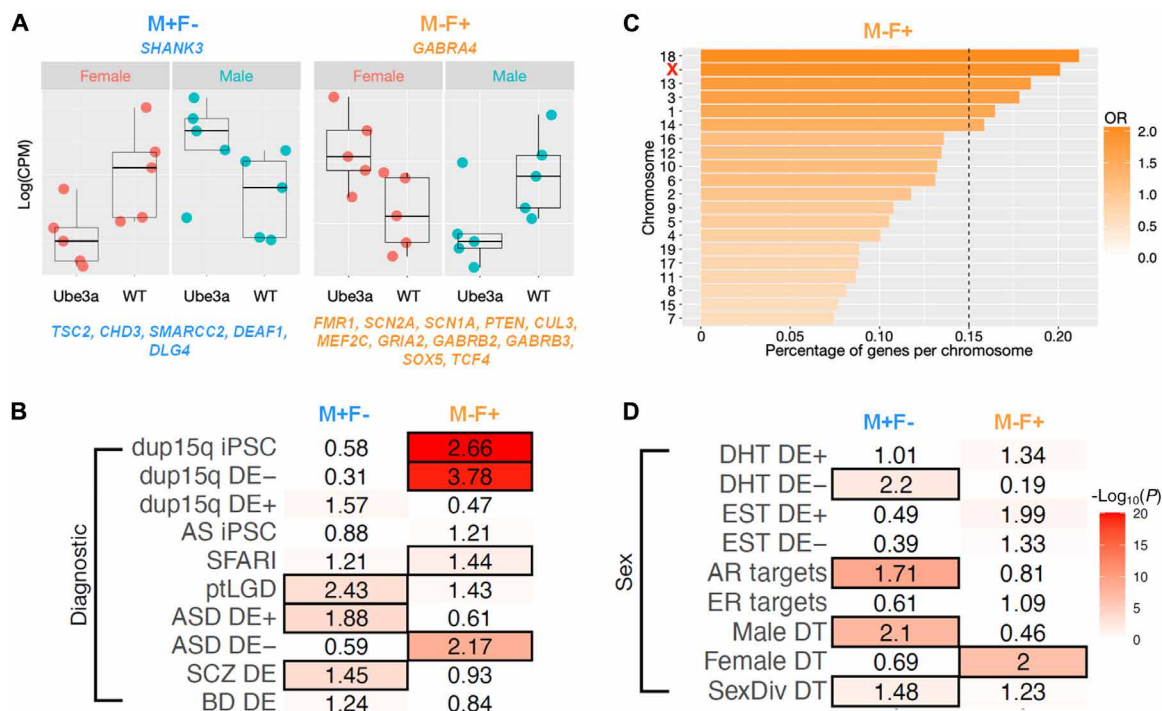 A
M+F-
SHANK3
Female
Male
Log(CPM)
Ube3a
WT
Ube3a
WT
TSC2, CHD3, SMARCC2, DEAF1,
DLG4
M-F+
GABRA4
Female
Male
Ube3a
WT
Ube3a
WT
FMR1, SCN2A, SCN1A, PTEN, CUL3,
MEF2C, GRIA2, GABRB2, GABRB3,
SOX5, TCF4
C
M-F+
Chromosome
18
X
13
3
1
14
16
12
10
6
2
9
5
4
19
17
11
8
15
7
0
0.05
0.10
0.15
0.20
Percentage of genes per chromosome
OR
2.0
1.5
1.0
0.5
0.0
B
M+F-
M-F+
Diagnostic
dup15q iPSC 0.58 2.66
dup15q DE− 0.31 3.78
dup15q DE+ 1.57 0.47
AS iPSC 0.88 1.21
SFARI 1.21 1.44
ptLGD 2.43 1.43
ASD DE+ 1.88 0.61
ASD DE− 0.59 2.17
SCZ DE 1.45 0.93
BD DE 1.24 0.84
D
M+F-
M-F+
Sex
DHT DE+ 1.01 1.34
DHT DE− 2.2 0.19
EST DE+ 0.49 1.99
EST DE− 0.39 1.33
AR targets 1.71 0.81
ER targets 0.61 1.09
Male DT 2.1 0.46
Female DT 0.69 2
SexDiv DT 1.48 1.23
-Log10(P)
20
15
10
5
0